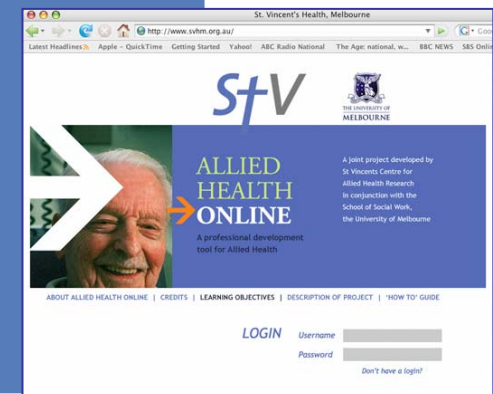 St. Vincent's Health, Melbourne
http://www.svhm.org.au/
Latest Headlines Apple – QuickTime Getting Started Yahoo! ABC Radio National The Age: national, w... BBC NEWS SBS Onlin
StV
THE UNIVERSITY OF
MELBOURNE
ALLIED
HEALTH
ONLINE
A professional development
tool for Allied Health
A joint project developed by
St Vincents Centre for
Allied Health Research
in conjunction with the
School of Social Work,
the University of Melbourne
ABOUT ALLIED HEALTH ONLINE | CREDITS | LEARNING OBJECTIVES | DESCRIPTION OF PROJECT | 'HOW TO' GUIDE
LOGIN Username
Password
Don't have a login?